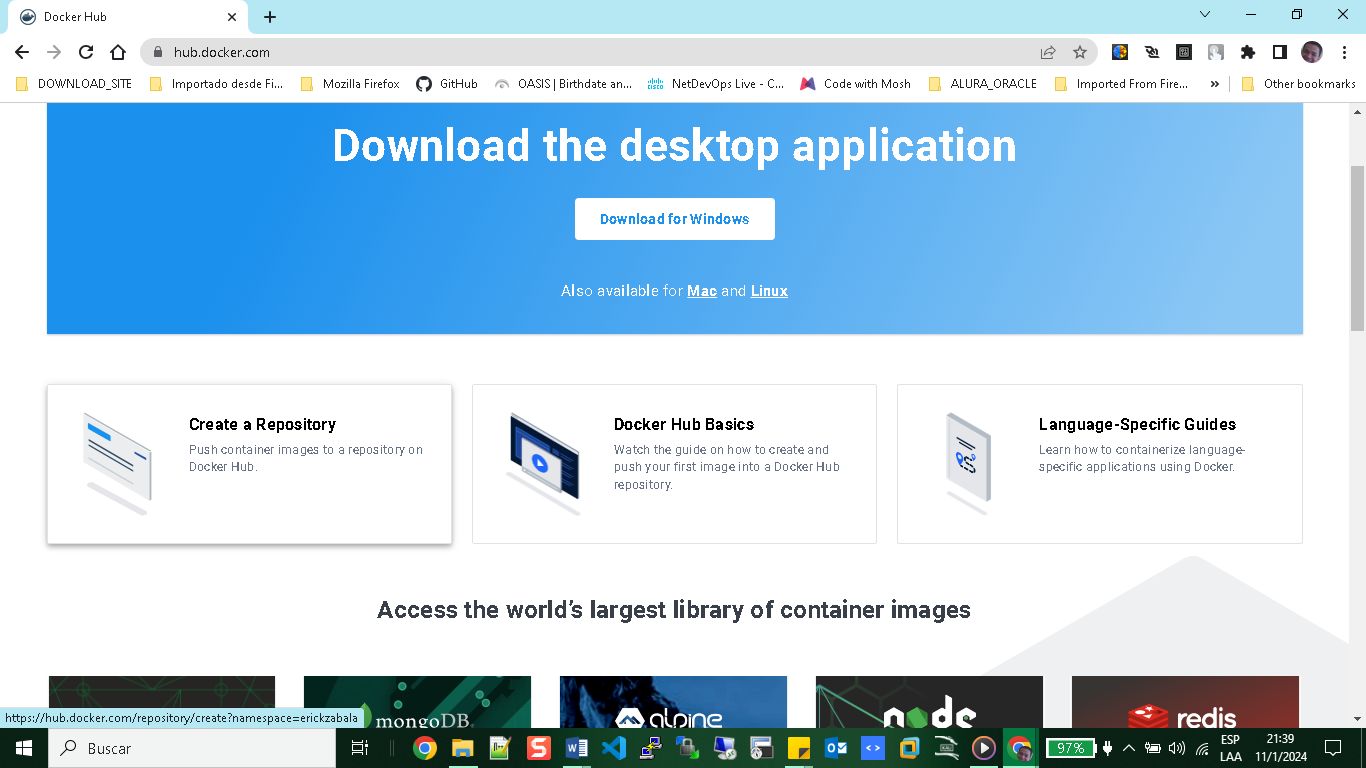 Docker Hub
hub.docker.com
DOWNLOAD_SITE
Importado desde Fi...
Mozilla Firefox
GitHub
OASIS | Birthdate an...
NetDevOps Live - C...
Code with Mosh
ALURA_ORACLE
Imported From Fire...
»
Other bookmarks
Download the desktop application
Download for Windows
Also available for Mac and Linux
Create a Repository
Push container images to a repository on
Docker Hub.
Docker Hub Basics
Watch the guide on how to create and
push your first image into a Docker Hub
repository.
Language-Specific Guides
Learn how to containerize language-
specific applications using Docker.
Access the world’s largest library of container images
mongoDB.
alpine
node
redis
https://hub.docker.com/repository/create?namespace=erickzabala
Buscar
97%
ESP
LAA
21:39
11/1/2024